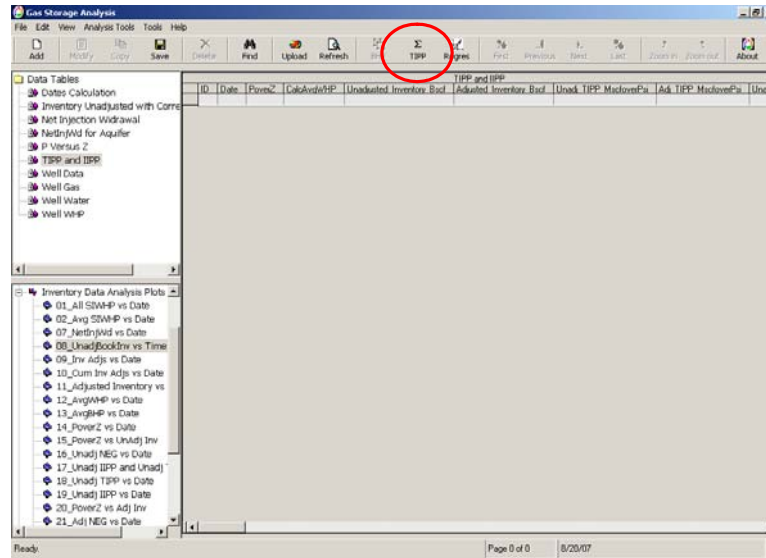 Gas Storage Analysis
File Edit View Analysis Tools Tools Help
Add Modify Copy Save Delete Find Upload Refresh TIPP Regres First Previous Next Last Zoom in Zoom out About
Data Tables
Dates Calculation
Inventory Unadjusted with Corre
Net Injection Widrawal
NetInjWd for Aquifer
P Versus Z
TIPP and IIPP
Well Data
Well Gas
Well Water
Well WHP
TIPP and IIPP
ID Date PoverZ CalcAvdWHP Unadjusted Inventory Bscf Adjusted Inventory Bscf Unadj TIPP MscfoverPsi Adj TIPP MscfoverPsi Una
Inventory Data Analysis Plots
01_All SIWHP vs Date
02_Avg SIWHP vs Date
07_NetInjWd vs Date
08_UnadjBookInv vs Time
09_Inv Adjs vs Date
10_Cum Inv Adjs vs Date
11_Adjusted Inventory vs
12_AvgWHP vs Date
13_AvgBHP vs Date
14_PoverZ vs Date
15_PoverZ vs UnAdj Inv
16_Unadj NEG vs Date
17_Unadj IIPP and Unadj
18_Unadj TIPP vs Date
19_Unadj IIPP vs Date
20_PoverZ vs Adj Inv
21_Adj NEG vs Date
Ready.
Page 0 of 0 8/20/07